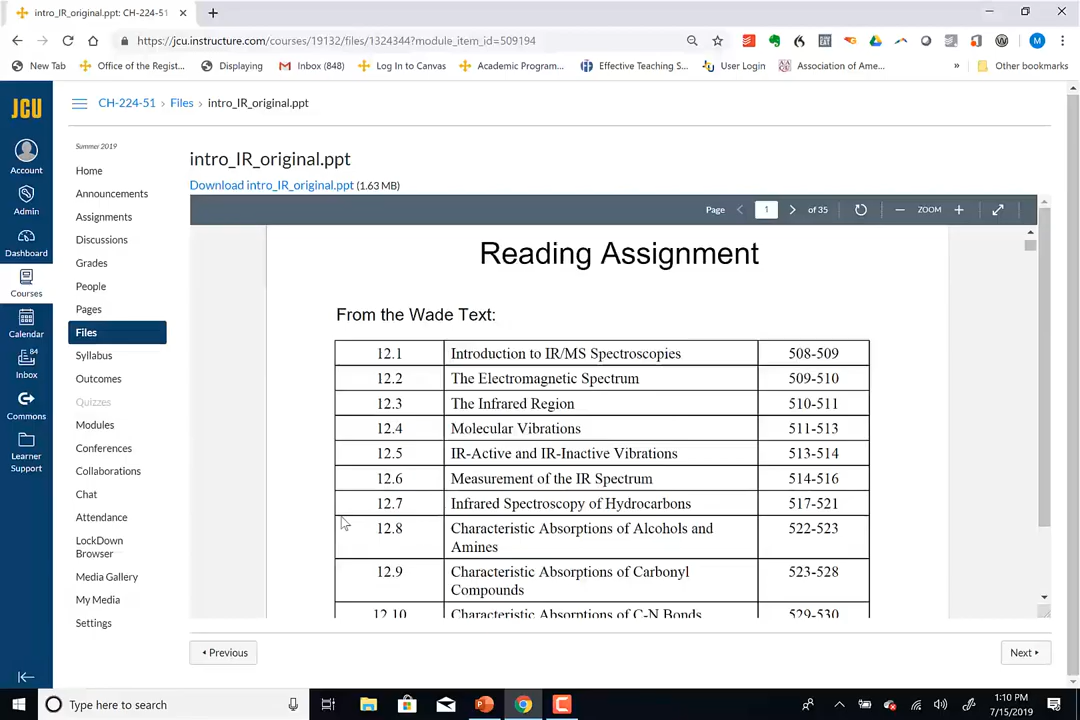 intro_IR_original.ppt: CH-224-51
https://jcu.instructure.com/courses/19132/files/1324344?module_item_id=509194
M
New Tab
Office of the Regist...
Displaying
Inbox (848)
Log In to Canvas
Academic Program...
Effective Teaching S...
User Login
Association of Ame...
»
Other bookmarks
JCU
CH-224-51 > Files > intro_IR_original.ppt
Account
Admin
Dashboard
Courses
Calendar
84
Inbox
Commons
Learner
Support
Summer 2019
Home
Announcements
Assignments
Discussions
Grades
People
Pages
Files
Syllabus
Outcomes
Quizzes
Modules
Conferences
Collaborations
Chat
Attendance
LockDown
Browser
Media Gallery
My Media
Settings
intro_IR_original.ppt
Download intro_IR_original.ppt (1.63 MB)
Page 1 of 35 ZOOM
Reading Assignment
From the Wade Text:
12.1 Introduction to IR/MS Spectroscopies 508-509
12.2 The Electromagnetic Spectrum 509-510
12.3 The Infrared Region 510-511
12.4 Molecular Vibrations 511-513
12.5 IR-Active and IR-Inactive Vibrations 513-514
12.6 Measurement of the IR Spectrum 514-516
12.7 Infrared Spectroscopy of Hydrocarbons 517-521
12.8 Characteristic Absorptions of Alcohols and 522-523
Amines
12.9 Characteristic Absorptions of Carbonyl 523-528
Compounds
12.10 Characteristic Absorptions of C-N Bonds 529-530
Previous
Next
Type here to search
1:10 PM
7/15/2019